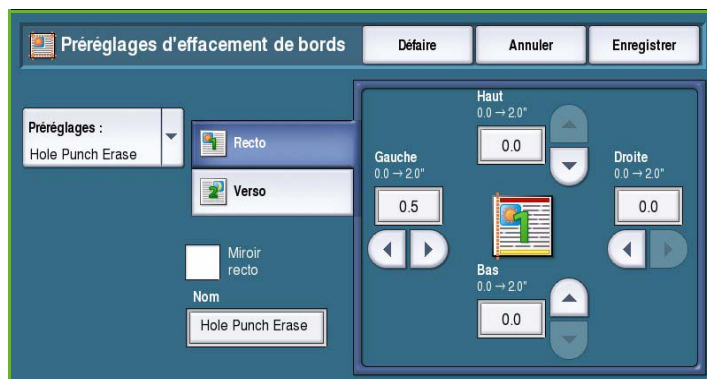 Préréglages d'effacement de bords
Défaire
Annuler
Enregistrer
Préréglages :
Hole Punch Erase
Recto
Verso
Miroir
recto
Nom
Hole Punch Erase
Haut
0.0 → 2.0"
0.0
Gauche
0.0 → 2.0"
0.5
Droite
0.0 → 2.0"
0.0
Bas
0.0 → 2.0"
0.0